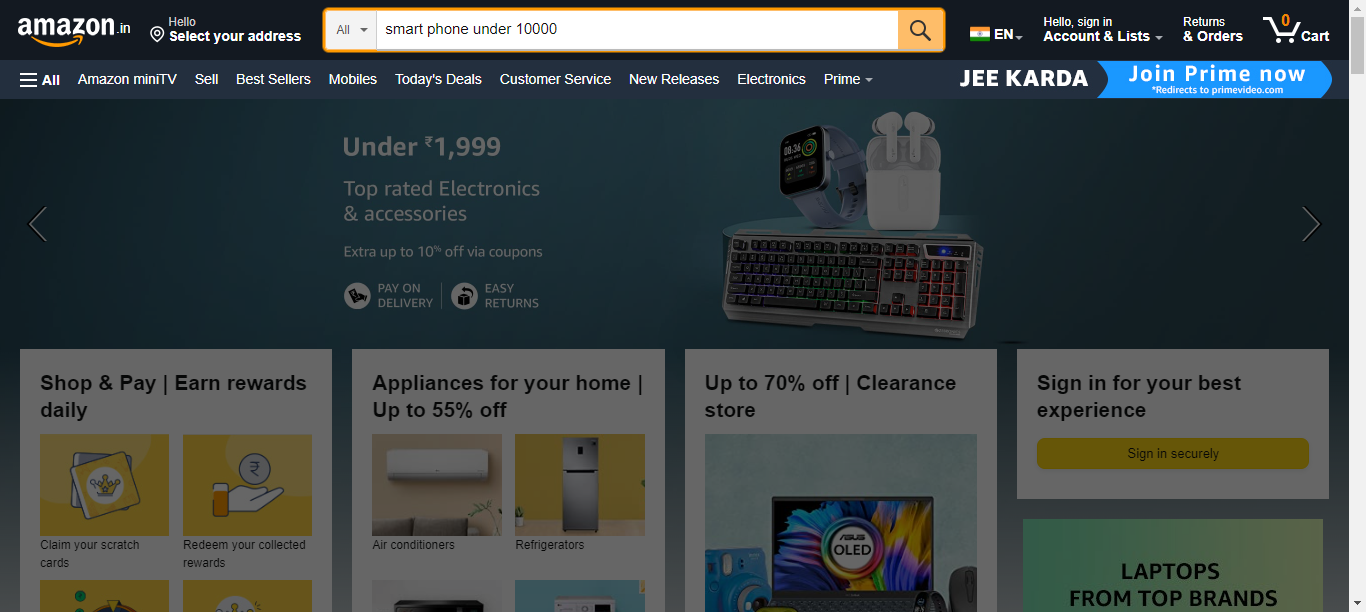 amazon.in
Hello
Select your address
All
smart phone under 10000
EN
Hello, sign in
Account & Lists
Returns
& Orders
0
Cart
All
Amazon miniTV
Sell
Best Sellers
Mobiles
Today's Deals
Customer Service
New Releases
Electronics
Prime
JEE KARDA
Join Prime now
*Redirects to primevideo.com
Under ₹1,999
Top rated Electronics
& accessories
Extra up to 10% off via coupons
PAY ON
DELIVERY
EASY
RETURNS
08:36
Shop & Pay | Earn rewards
daily
Claim your scratch
cards
Redeem your collected
rewards
Appliances for your home |
Up to 55% off
Air conditioners
Refrigerators
Up to 70% off | Clearance
store
ASUS
OLED
Sign in for your best
experience
Sign in securely
LAPTOPS
FROM TOP BRANDS